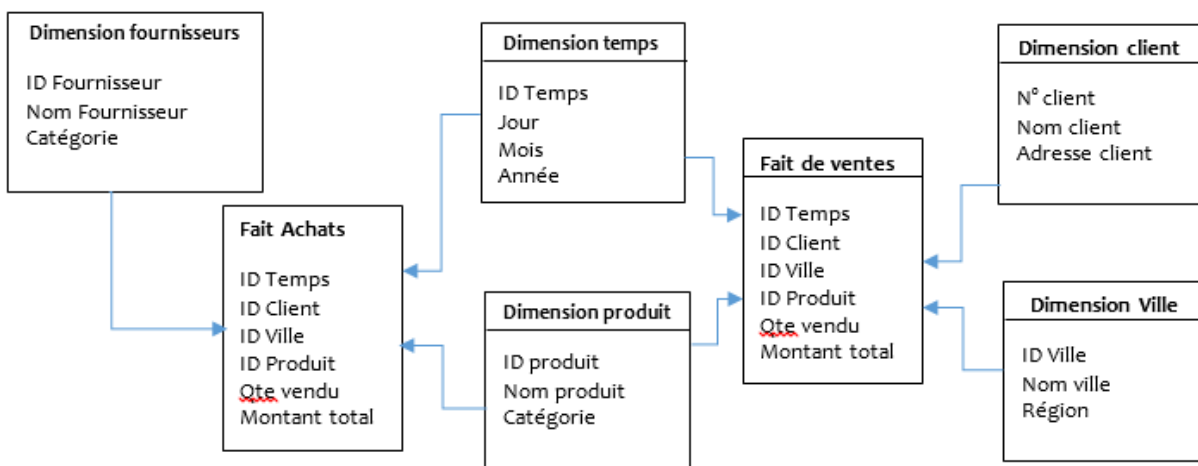 Dimension fournisseurs
ID Fournisseur
Nom Fournisseur
Catégorie
Fait Achats
ID Temps
ID Client
ID Ville
ID Produit
Qte vendu
Montant total
Dimension temps
ID Temps
Jour
Mois
Année
Dimension produit
ID produit
Nom produit
Catégorie
Fait de ventes
ID Temps
ID Client
ID Ville
ID Produit
Qte vendu
Montant total
Dimension client
N° client
Nom client
Adresse client
Dimension Ville
ID Ville
Nom ville
Région